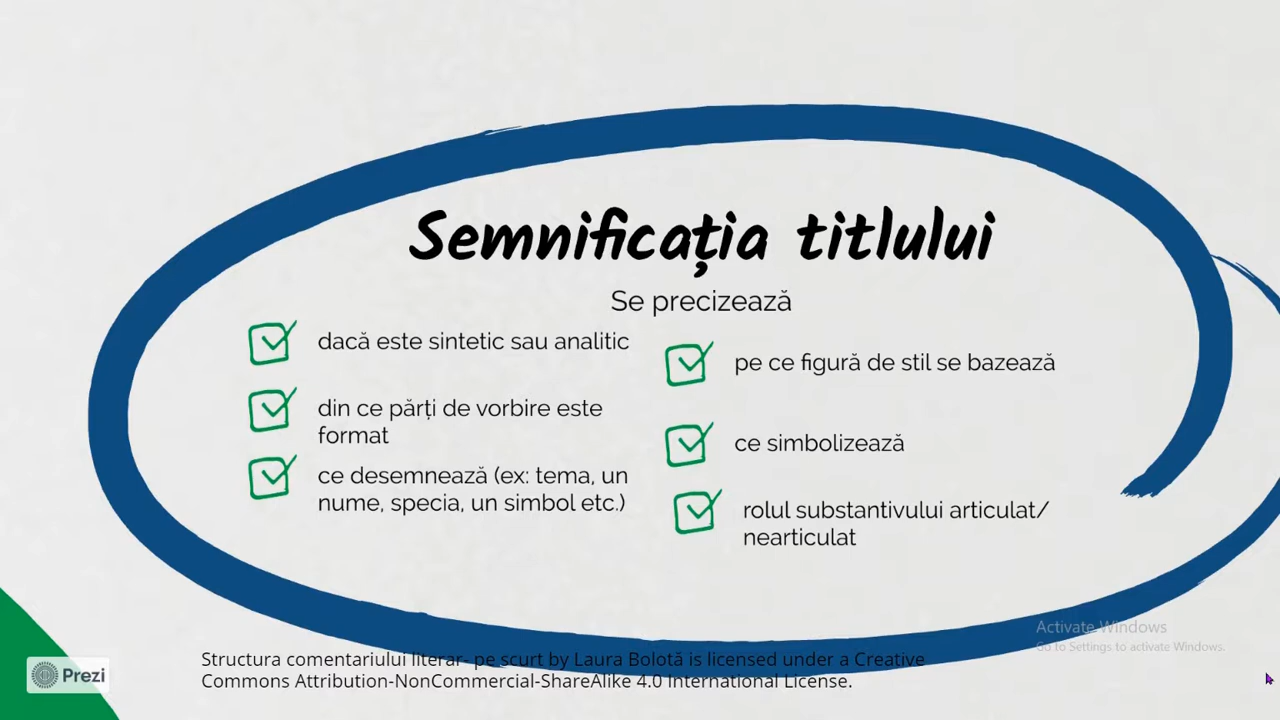 Semnificația titlului
Se precizează
dacă este sintetic sau analitic
din ce părți de vorbire este
format
ce desemnează (ex: tema, un
nume, specia, un simbol etc.)
pe ce figură de stil se bazează
ce simbolizează
rolul substantivului articulat/
nearticulat
Activate Windows
Go to Settings to activate Windows.
Structura comentariului literar- pe scurt by Laura Bolotă is licensed under a Creative
Commons Attribution-NonCommercial-ShareAlike 4.0 International License.
Prezi